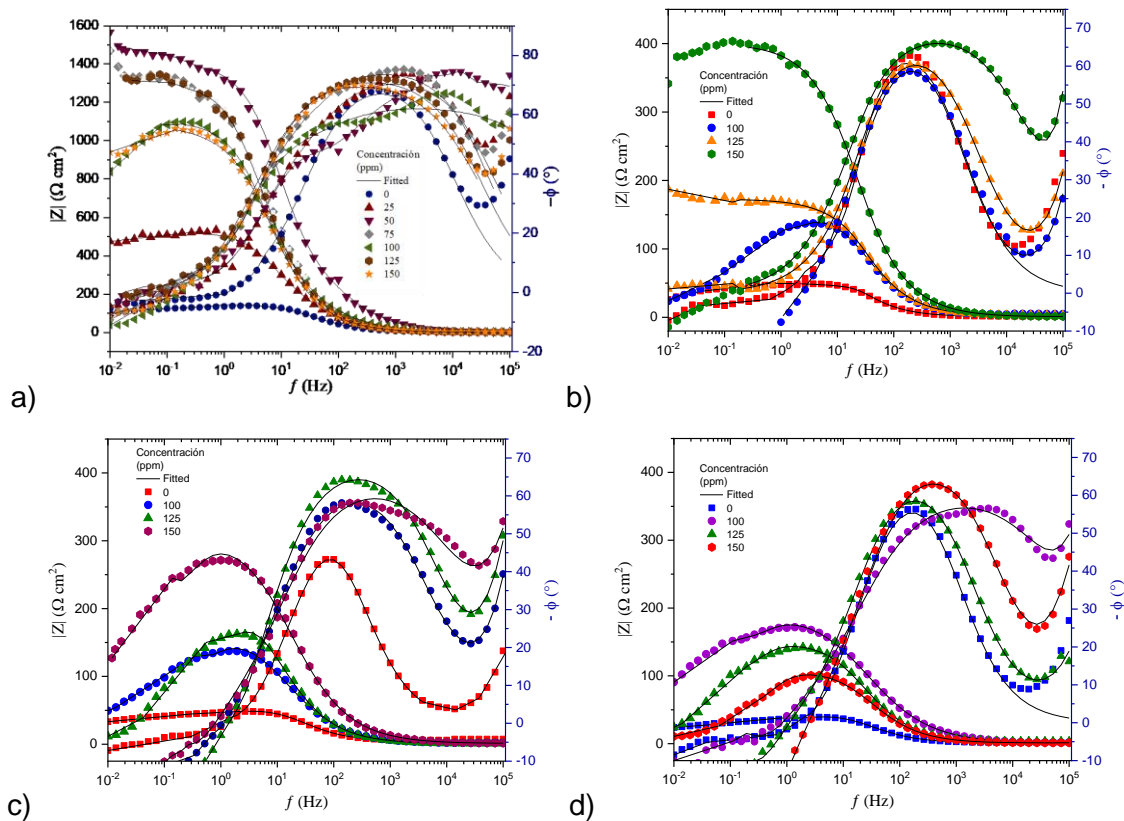 1600
1400
1200
1000
800
600
400
200
0
|Z| (Ω cm²)
80
60
40
20
0
-20
−ϕ (°)
Concentración
(ppm)
Fitted
0
25
50
75
100
125
150
10⁻² 10⁻¹ 10⁰ 10¹ 10² 10³ 10⁴ 10⁵
f (Hz)
a)
400
300
200
100
0
|Z| (Ω cm²)
70
60
50
40
30
20
10
0
-10
- ϕ (°)
Concentración
(ppm)
Fitted
0
100
125
150
10⁻² 10⁻¹ 10⁰ 10¹ 10² 10³ 10⁴ 10⁵
f (Hz)
b)
400
300
200
100
0
|Z| (Ω cm²)
70
60
50
40
30
20
10
0
-10
- ϕ (°)
Concentración
(ppm)
Fitted
0
100
125
150
10⁻² 10⁻¹ 10⁰ 10¹ 10² 10³ 10⁴ 10⁵
f (Hz)
c)
400
300
200
100
0
|Z| (Ω cm²)
70
60
50
40
30
20
10
0
-10
- ϕ (°)
Concentración
(ppm)
Fitted
0
100
125
150
10⁻² 10⁻¹ 10⁰ 10¹ 10² 10³ 10⁴ 10⁵
f (Hz)
d)